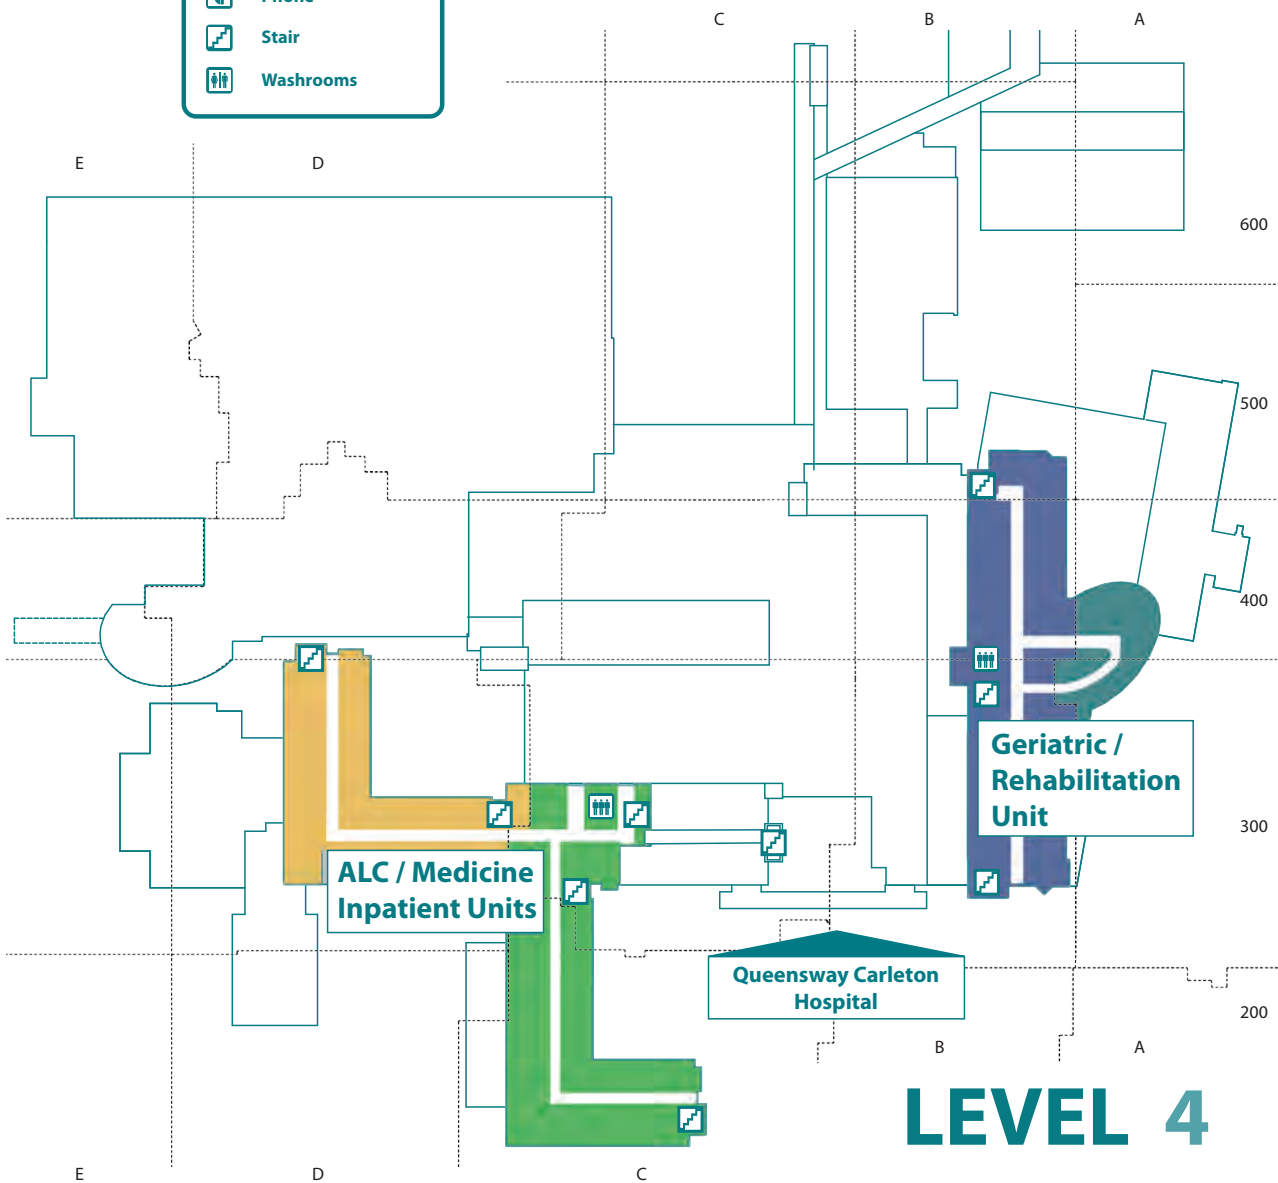 Phone
Stair
Washrooms
C
B
A
E
D
600
500
400
300
200
Geriatric /
Rehabilitation
Unit
ALC / Medicine
Inpatient Units
Queensway Carleton
Hospital
B
A
LEVEL 4
E
D
C